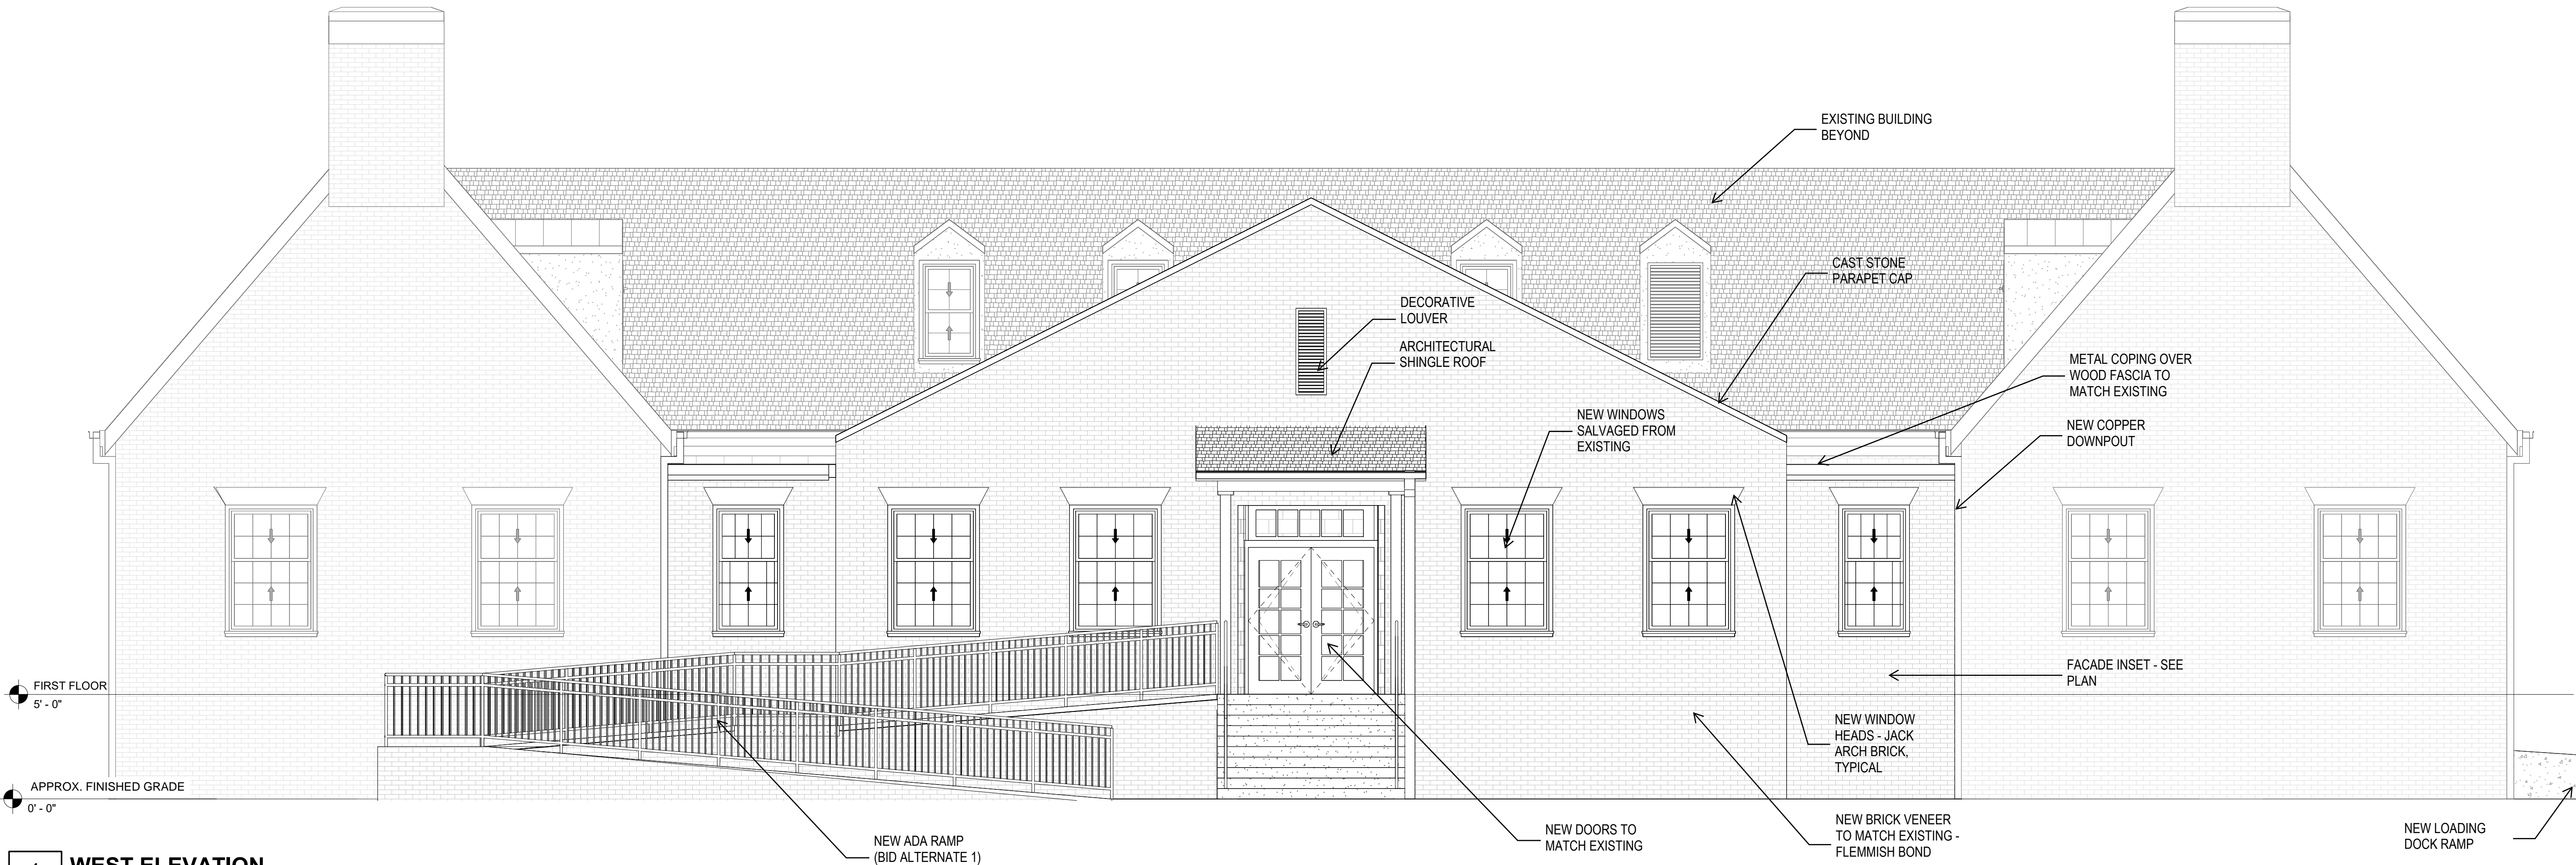 EXISTING BUILDING
BEYOND
CAST STONE
PARAPET CAP
DECORATIVE
LOUVER
ARCHITECTURAL
SHINGLE ROOF
METAL COPING OVER
WOOD FASCIA TO
MATCH EXISTING
NEW WINDOWS
SALVAGED FROM
EXISTING
NEW COPPER
DOWNPOUT
FACADE INSET - SEE
PLAN
FIRST FLOOR
5' - 0"
NEW WINDOW
HEADS - JACK
ARCH BRICK,
TYPICAL
APPROX. FINISHED GRADE
0' - 0"
NEW ADA RAMP
(BID ALTERNATE 1)
NEW DOORS TO
MATCH EXISTING
NEW BRICK VENEER
TO MATCH EXISTING -
FLEMMISH BOND
NEW LOADING
DOCK RAMP
WEST ELEVATION